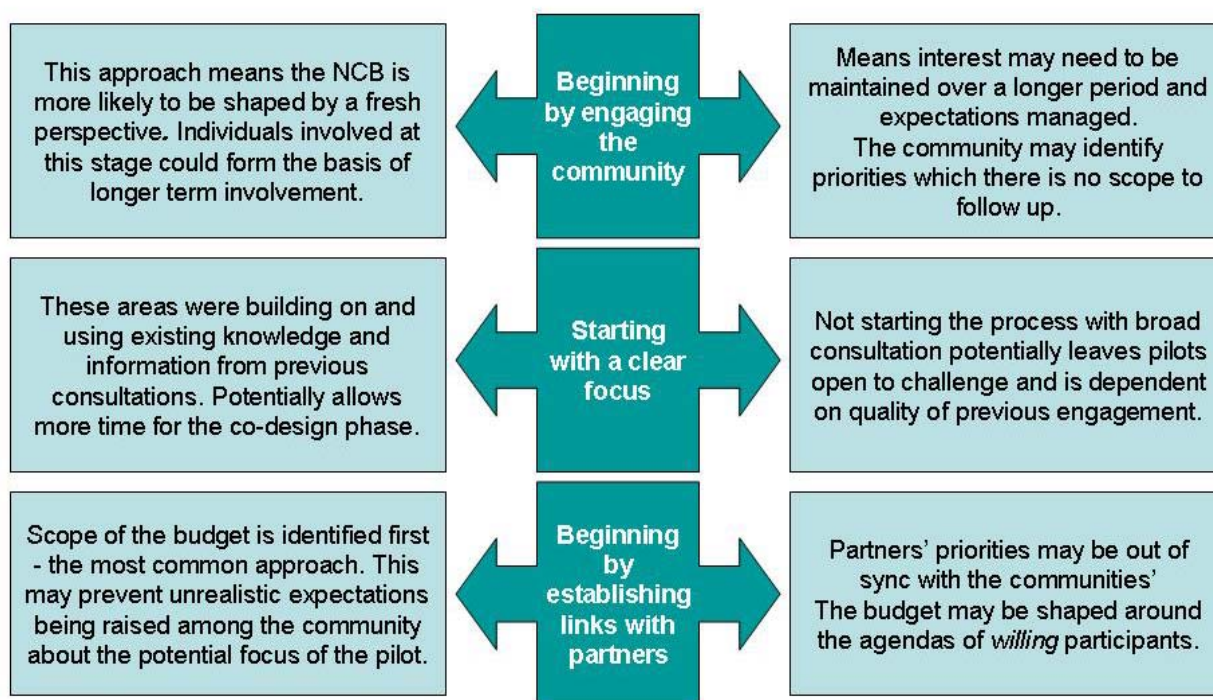 This approach means the NCB is
more likely to be shaped by a fresh
perspective. Individuals involved at
this stage could form the basis of
longer term involvement.
Beginning
by engaging
the
community
Means interest may need to be
maintained over a longer period and
expectations managed.
The community may identify
priorities which there is no scope to
follow up.
These areas were building on and
using existing knowledge and
information from previous
consultations. Potentially allows
more time for the co-design phase.
Starting
with a clear
focus
Not starting the process with broad
consultation potentially leaves pilots
open to challenge and is dependent
on quality of previous engagement.
Scope of the budget is identified first
- the most common approach. This
may prevent unrealistic expectations
being raised among the community
about the potential focus of the pilot.
Beginning
by
establishing
links with
partners
Partners' priorities may be out of
sync with the communities'
The budget may be shaped around
the agendas of willing participants.